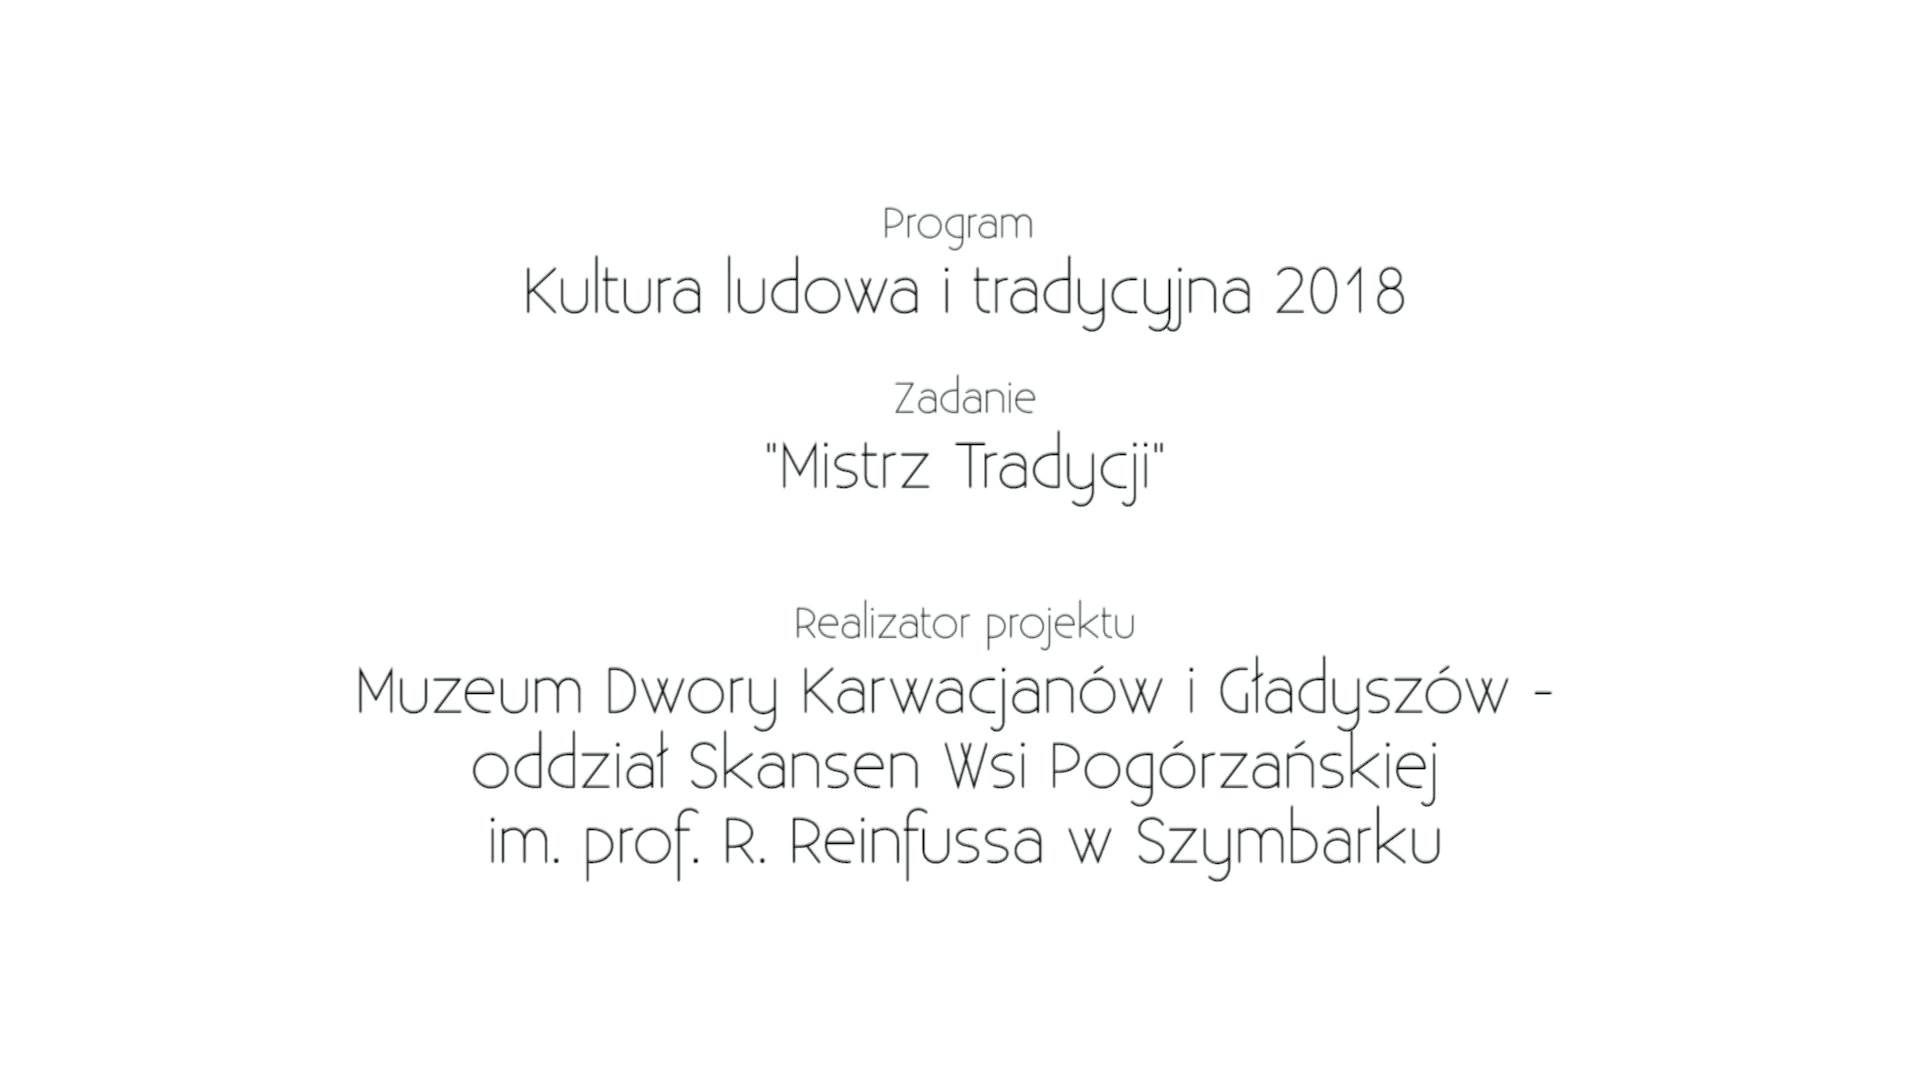 Program
Kultura ludowa i tradycyjna 2018
Zadanie
"Mistrz Tradycji"
Realizator projektu
Muzeum Dwory Karwacjanów i Gładyszów -
oddział Skansen Wsi Pogórzańskiej
im. prof. R. Reinfussa w Szymbarku